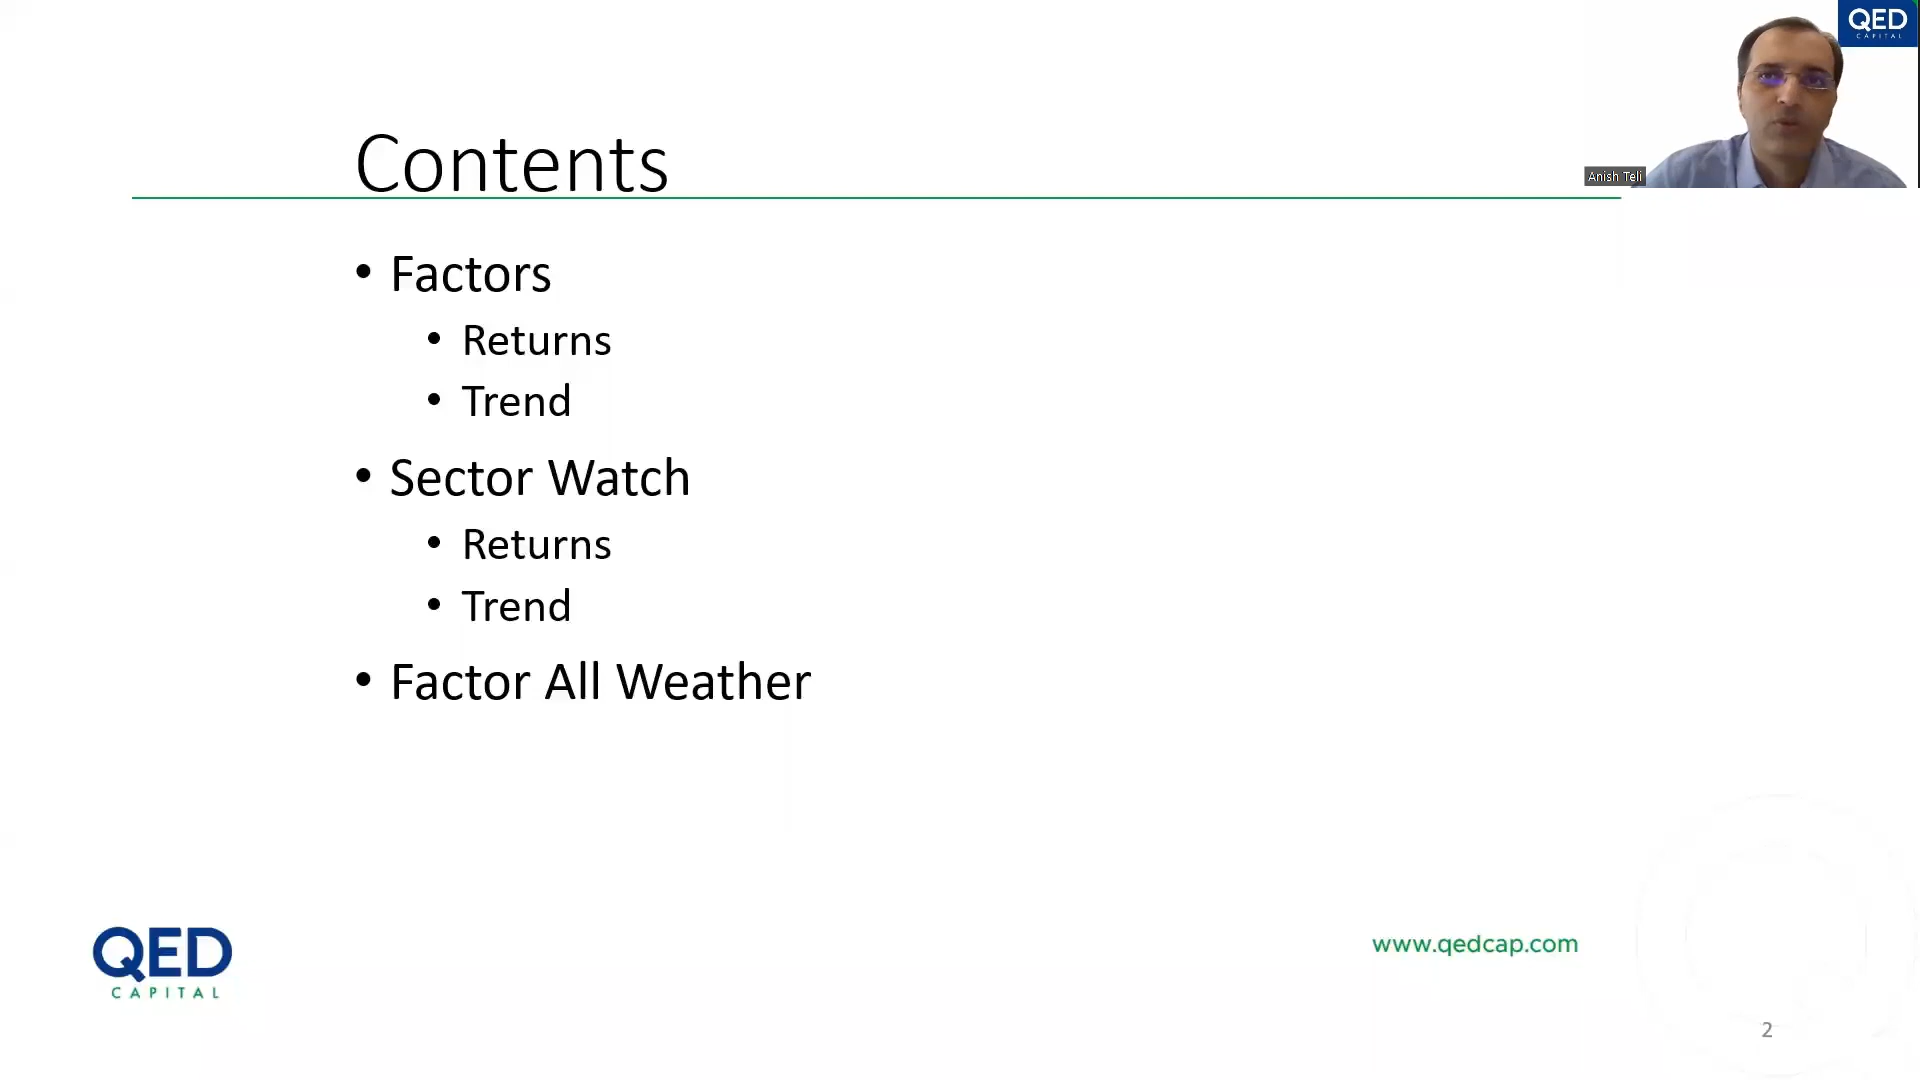 QED
CAPITAL
Anish Teli
Contents
• Factors
• Returns
• Trend
• Sector Watch
• Returns
• Trend
• Factor All Weather
QED
CAPITAL
www.qedcap.com
2